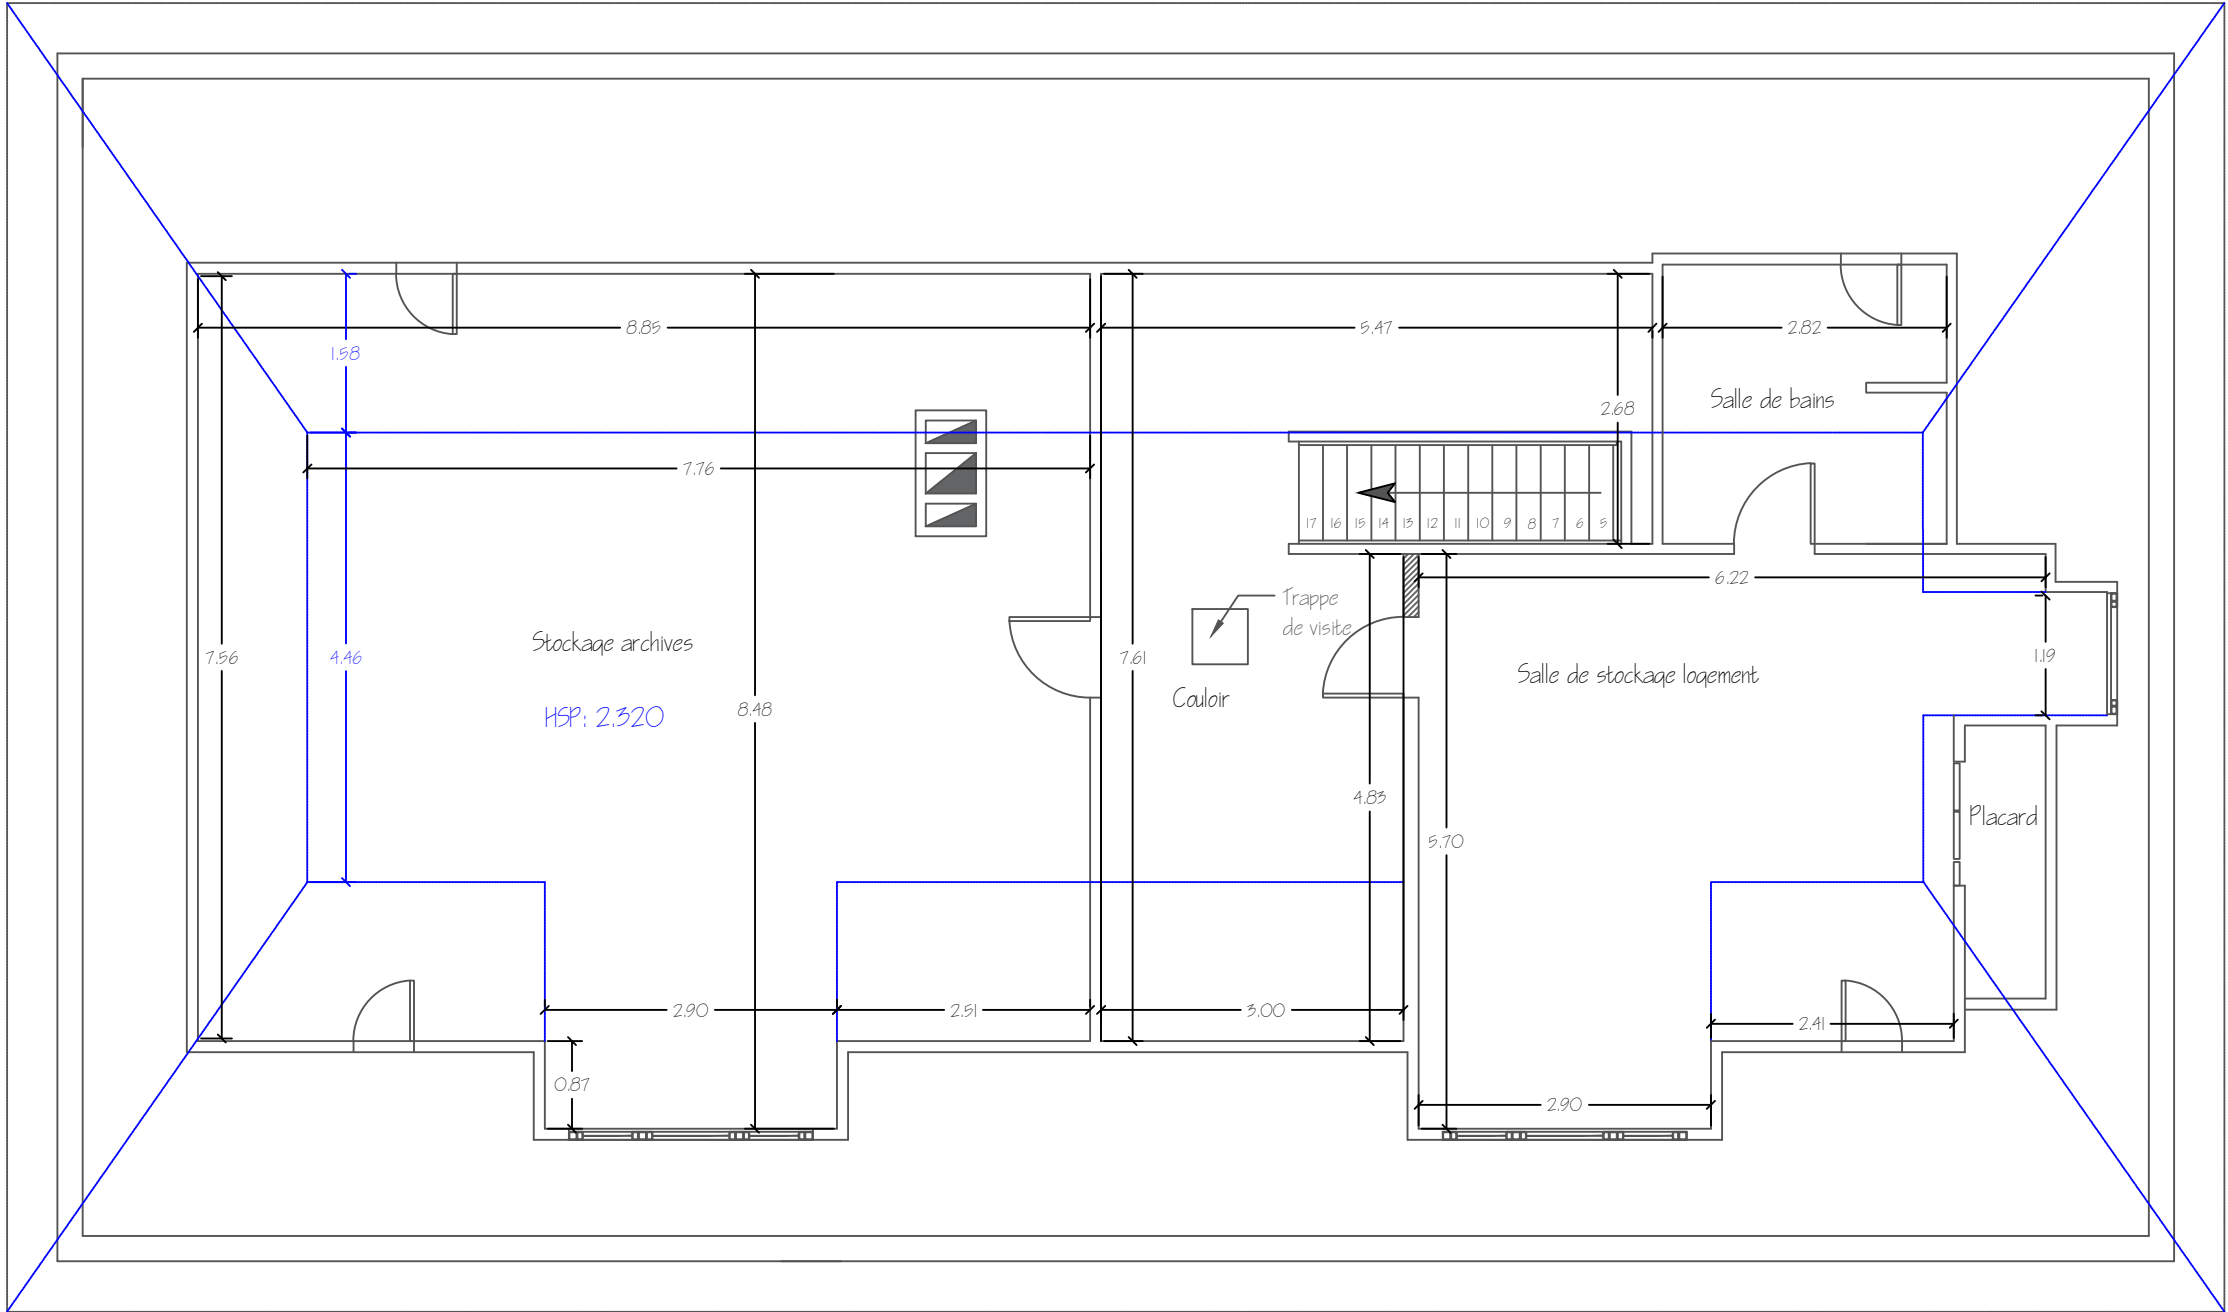 8.85
5.47
2.82
1.58
Salle de bains
2.68
7.76
17 16 15 14 13 12 11 10 9 8 7 6 5
6.22
Trappe
de visite
Stockage archives
7.56
4.46
7.61
1.19
Salle de stockage logement
Couloir
HSP: 2.320
8.48
4.83
Placard
5.70
2.90
2.51
3.00
2.41
0.87
2.90